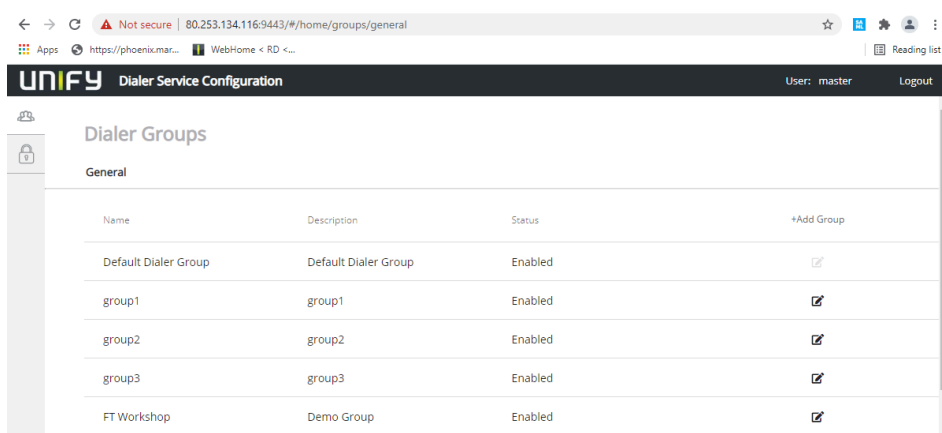 Not secure | 80.253.134.116:9443/#/home/groups/general
Apps https://phoenix.mar... WebHome < RD <... Reading list
UNIFY Dialer Service Configuration User: master Logout
Dialer Groups
General
Name Description Status +Add Group
Default Dialer Group Default Dialer Group Enabled
group1 group1 Enabled
group2 group2 Enabled
group3 group3 Enabled
FT Workshop Demo Group Enabled